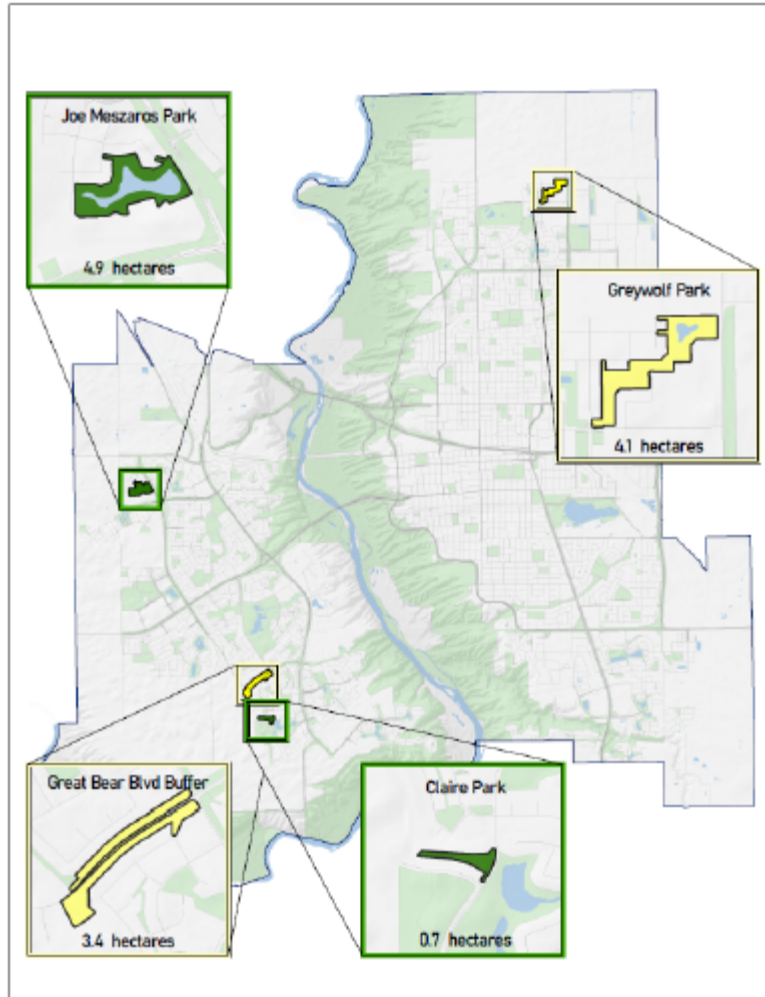 Joe Meszaros Park
4.9 hectares
Greywolf Park
4.1 hectares
Great Bear Blvd Buffer
3.4 hectares
Claire Park
0.7 hectares